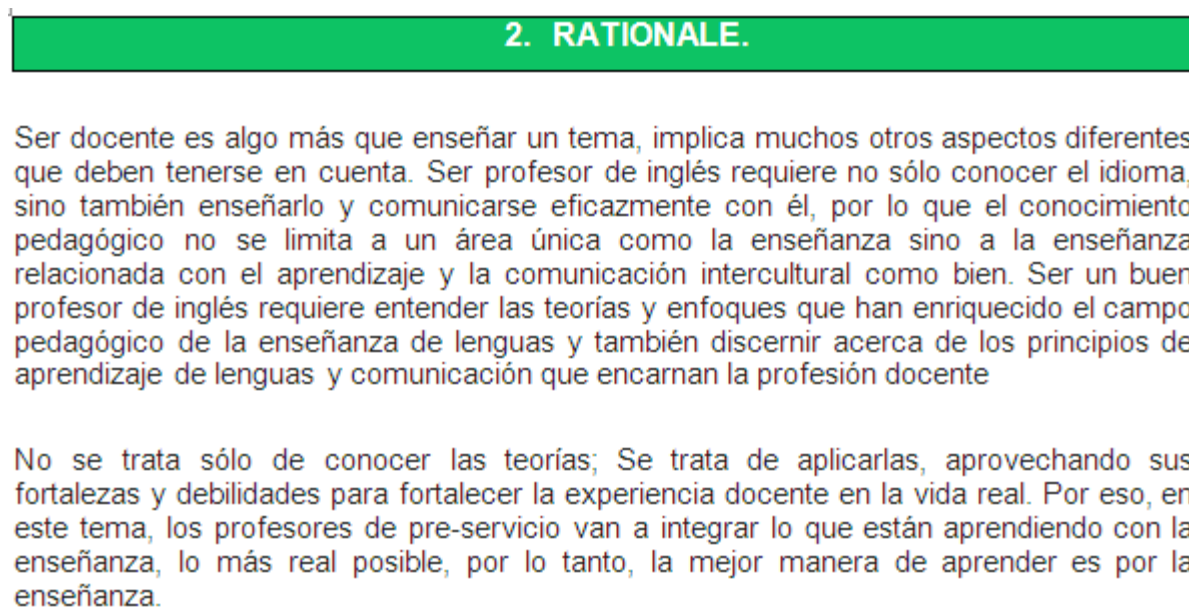 2. RATIONALE.
Ser docente es algo más que enseñar un tema, implica muchos otros aspectos diferentes
que deben tenerse en cuenta. Ser profesor de inglés requiere no sólo conocer el idioma,
sino también enseñarlo y comunicarse eficazmente con él, por lo que el conocimiento
pedagógico no se limita a un área única como la enseñanza sino a la enseñanza
relacionada con el aprendizaje y la comunicación intercultural como bien. Ser un buen
profesor de inglés requiere entender las teorías y enfoques que han enriquecido el campo
pedagógico de la enseñanza de lenguas y también discernir acerca de los principios de
aprendizaje de lenguas y comunicación que encarnan la profesión docente
No se trata sólo de conocer las teorías; Se trata de aplicarlas, aprovechando sus
fortalezas y debilidades para fortalecer la experiencia docente en la vida real. Por eso, en
este tema, los profesores de pre-servicio van a integrar lo que están aprendiendo con la
enseñanza, lo más real posible, por lo tanto, la mejor manera de aprender es por la
enseñanza.